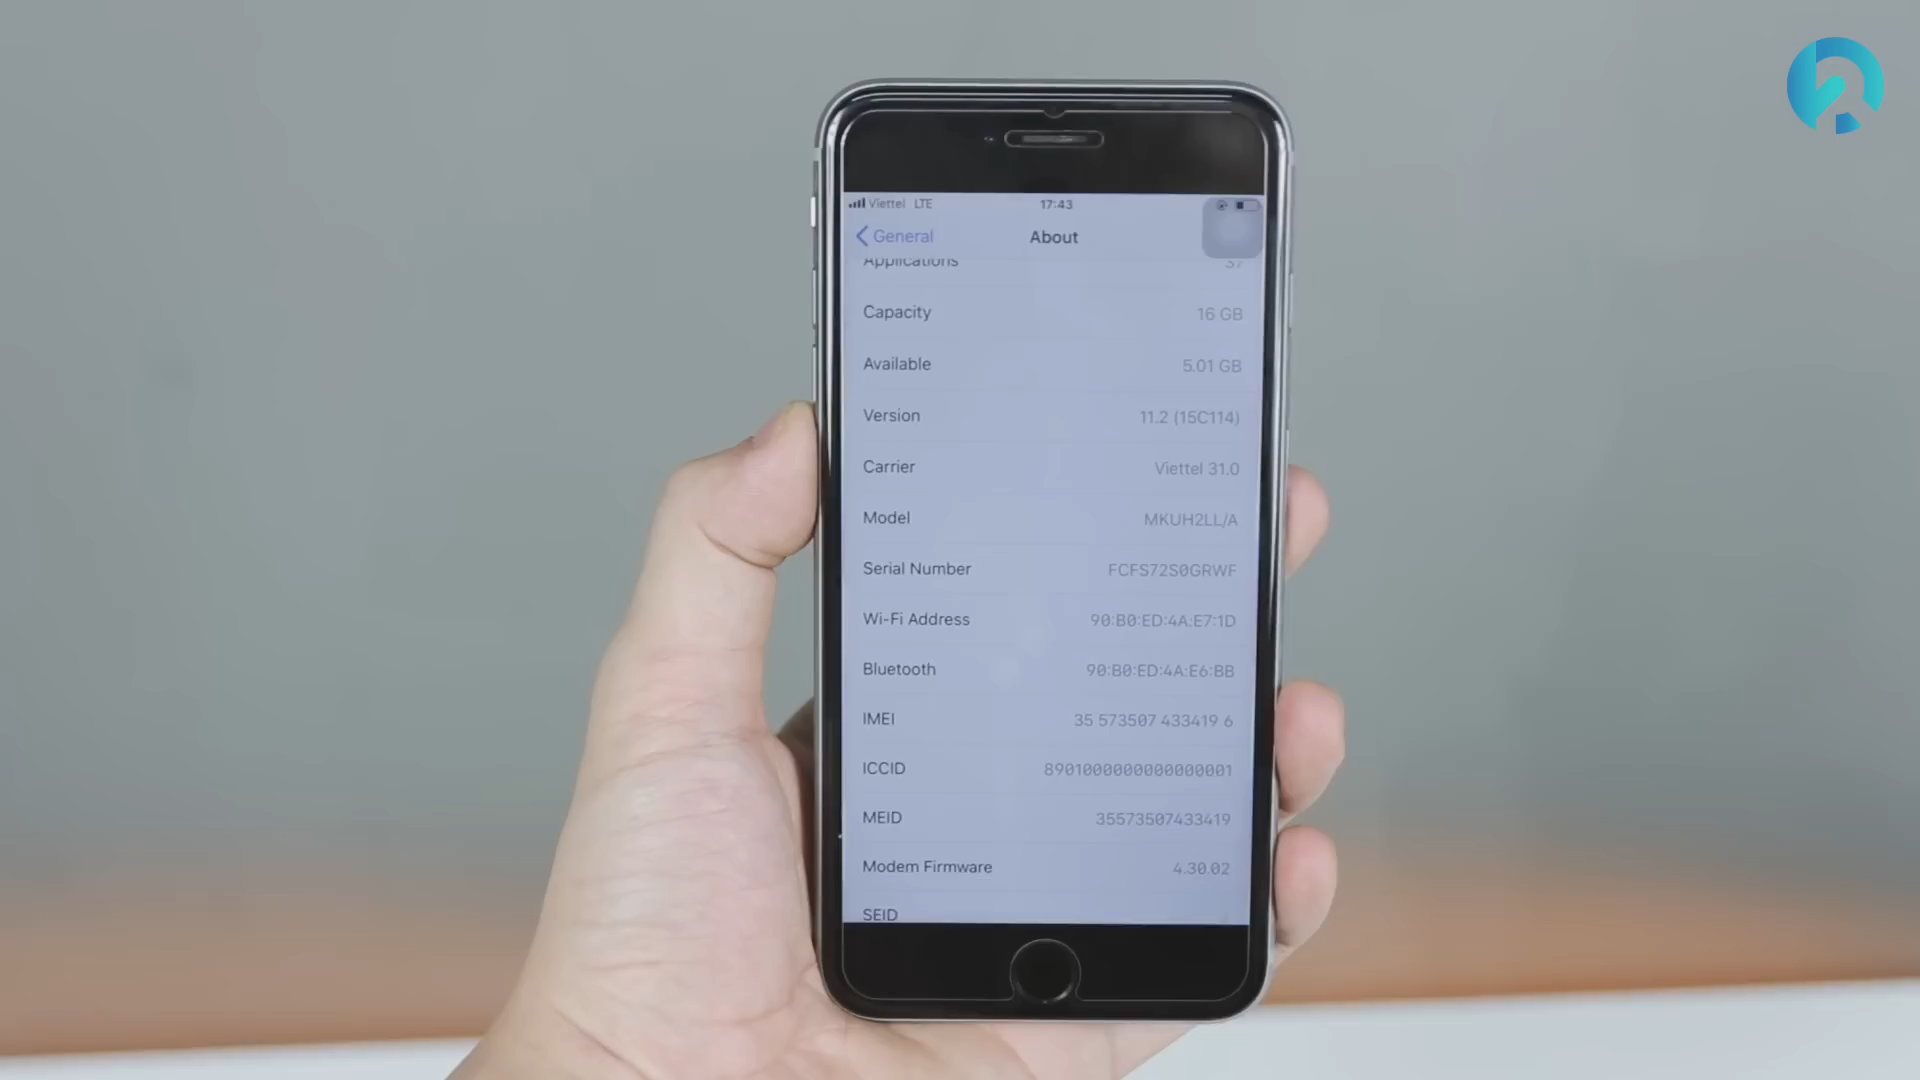 Viettel LTE 17:43
General About
Applications 37
Capacity 16 GB
Available 5.01 GB
Version 11.2 (15C114)
Carrier Viettel 31.0
Model MKUH2LL/A
Serial Number FCFS72S0GRWF
Wi-Fi Address 90:B0:ED:4A:E7:1D
Bluetooth 90:B0:ED:4A:E6:BB
IMEI 35 573507 433419 6
ICCID 8901000000000000001
MEID 35573507433419
Modem Firmware 4.30.02
SEID